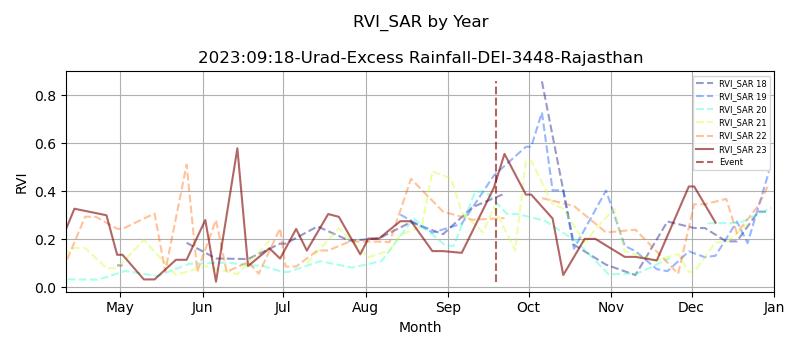 RVI_SAR by Year
2023:09:18-Urad-Excess Rainfall-DEI-3448-Rajasthan
0.8
0.6
0.4
0.2
0.0
RVI
May
Jun
Jul
Aug
Sep
Oct
Nov
Dec
Jan
Month
RVI_SAR 18
RVI_SAR 19
RVI_SAR 20
RVI_SAR 21
RVI_SAR 22
RVI_SAR 23
Event